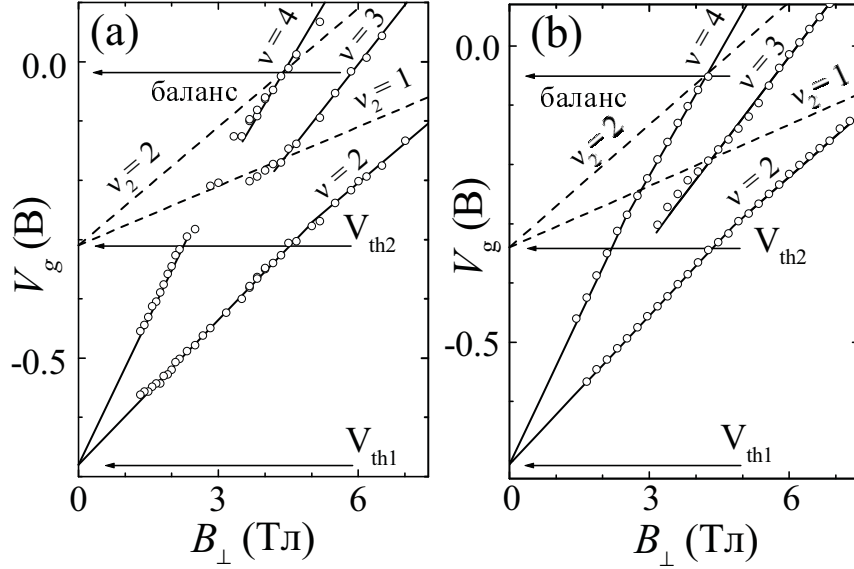 (a)
ν = 4
ν = 3
0.0
баланс
ν₂ = 1
ν₂ = 2
ν = 2
V_g (В)
V_th2
-0.5
V_th1
0
3
6
B_⊥ (Тл)
(b)
ν = 4
ν = 3
0.0
баланс
ν₂ = 1
ν₂ = 2
ν = 2
V_g (В)
V_th2
-0.5
V_th1
0
3
6
B_⊥ (Тл)